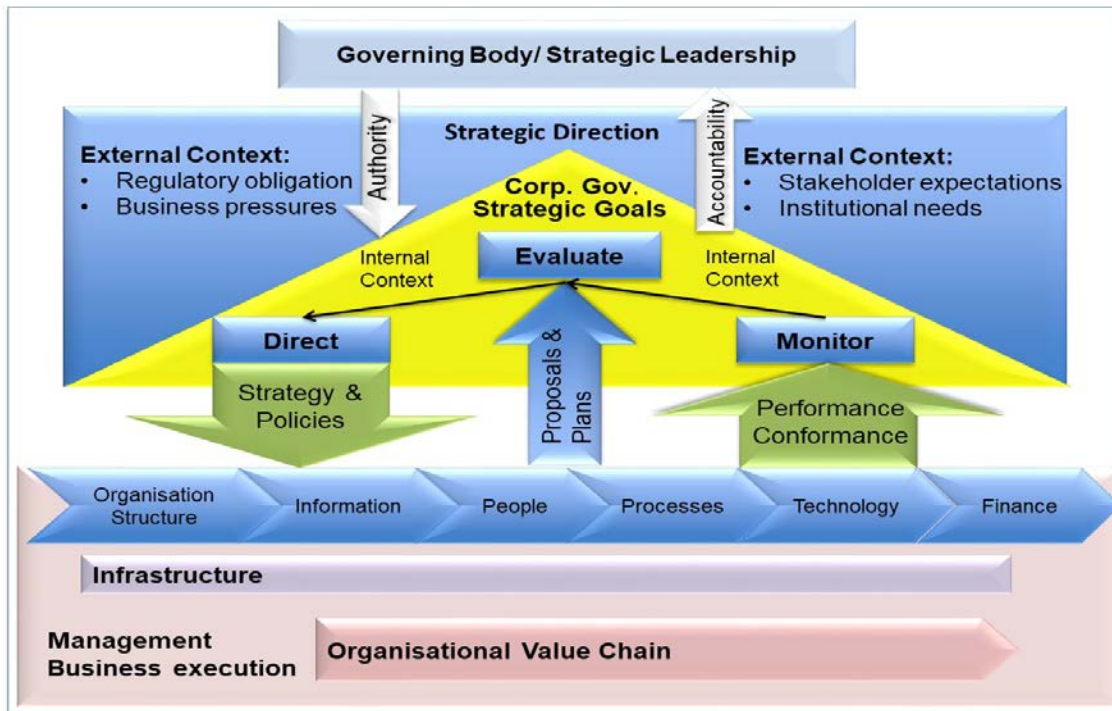 Governing Body/ Strategic Leadership
Authority
Accountability
Strategic Direction
External Context:
• Regulatory obligation
• Business pressures
External Context:
• Stakeholder expectations
• Institutional needs
Corp. Gov.
Strategic Goals
Internal
Context
Evaluate
Internal
Context
Direct
Monitor
Strategy &
Policies
Proposals &
Plans
Performance
Conformance
Organisation
Structure
Information
People
Processes
Technology
Finance
Infrastructure
Management
Business execution
Organisational Value Chain